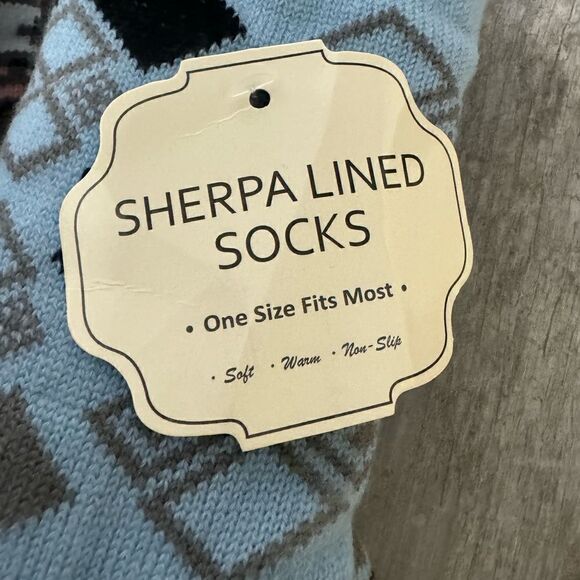 SHERPA LINED
SOCKS
• One Size Fits Most •
· Soft · Warm · Non-Slip